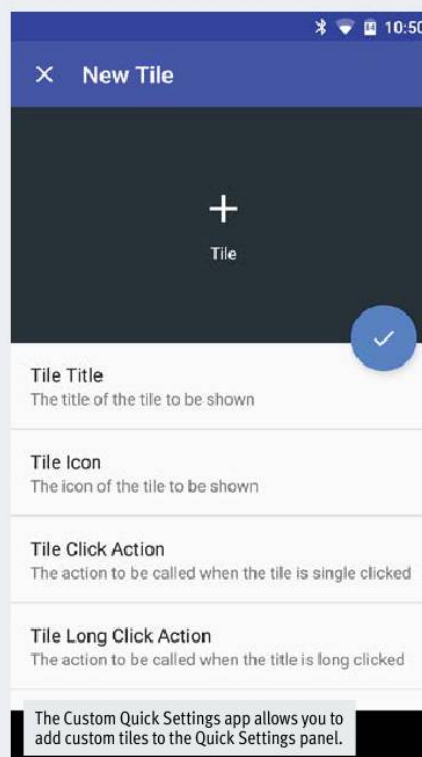 10:50
New Tile
Tile
Tile Title
The title of the tile to be shown
Tile Icon
The icon of the tile to be shown
Tile Click Action
The action to be called when the tile is single clicked
Tile Long Click Action
The action to be called when the title is long clicked
The Custom Quick Settings app allows you to
add custom tiles to the Quick Settings panel.